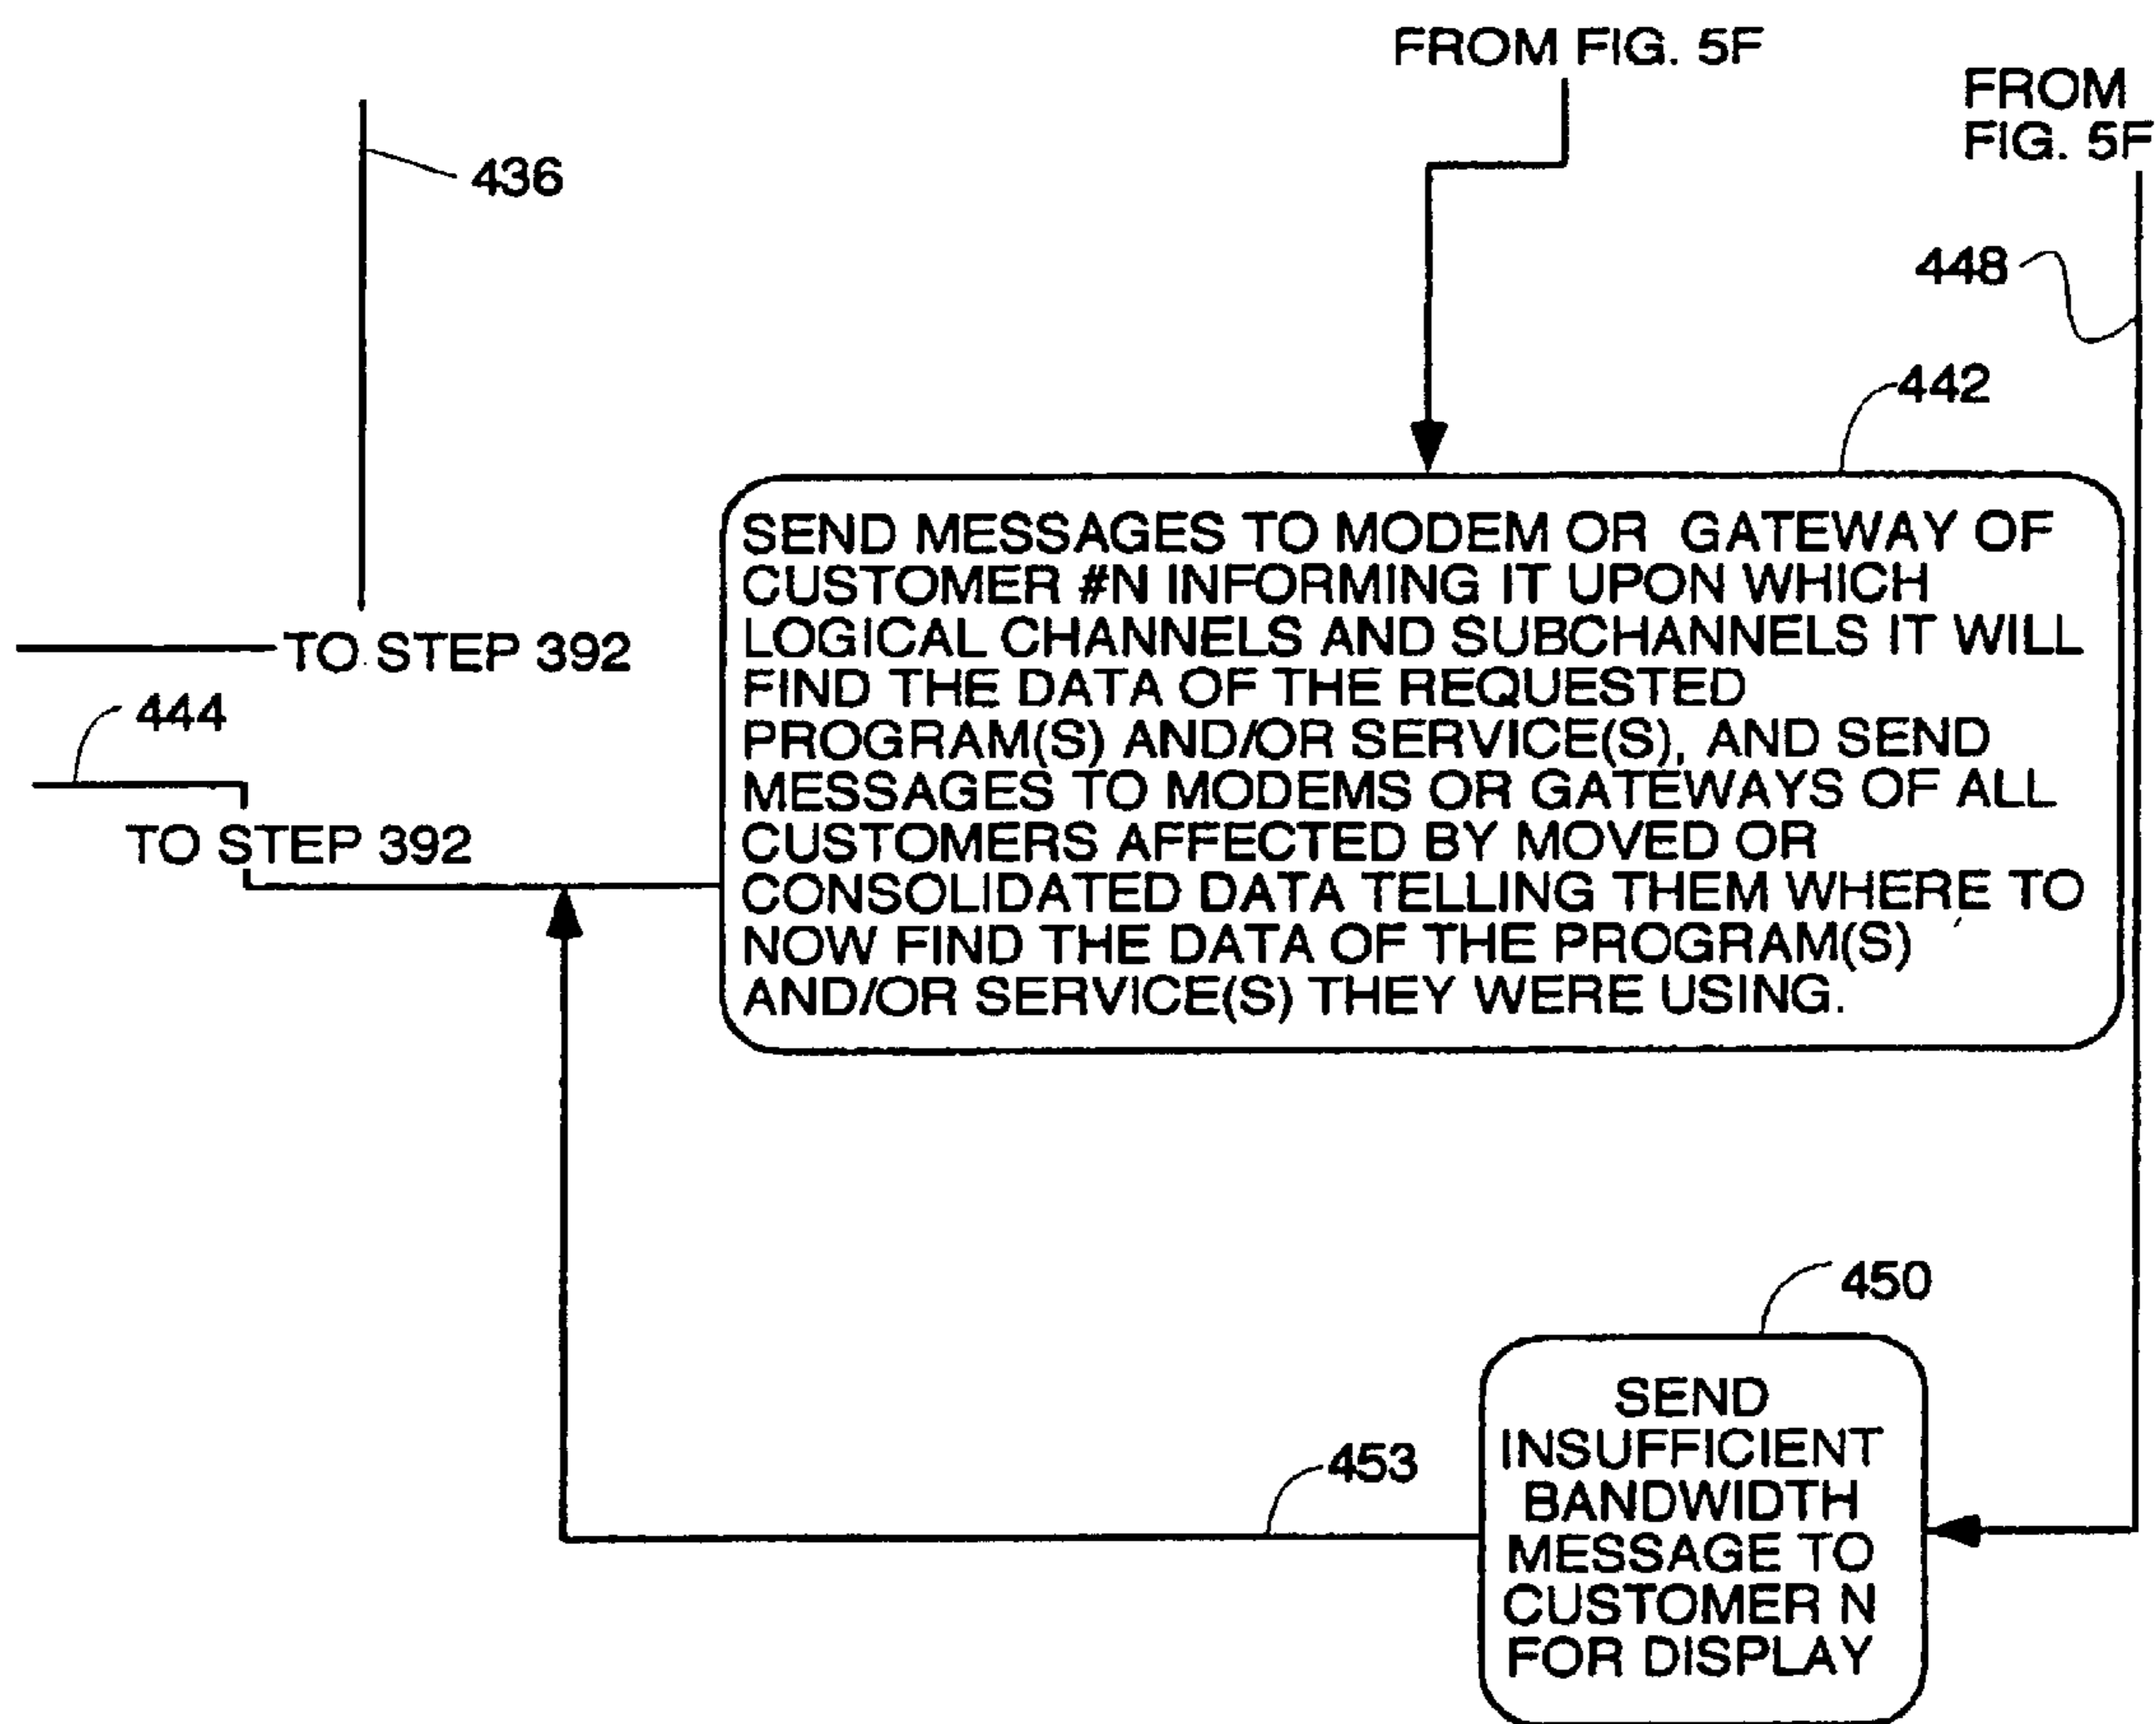 FROM FIG. 5F
FROM
FIG. 5F
436
448
442
SEND MESSAGES TO MODEM OR GATEWAY OF
CUSTOMER #N INFORMING IT UPON WHICH
LOGICAL CHANNELS AND SUBCHANNELS IT WILL
FIND THE DATA OF THE REQUESTED
PROGRAM(S) AND/OR SERVICE(S), AND SEND
MESSAGES TO MODEMS OR GATEWAYS OF ALL
CUSTOMERS AFFECTED BY MOVED OR
CONSOLIDATED DATA TELLING THEM WHERE TO
NOW FIND THE DATA OF THE PROGRAM(S)
AND/OR SERVICE(S) THEY WERE USING.
TO STEP 392
444
TO STEP 392
450
SEND
INSUFFICIENT
BANDWIDTH
MESSAGE TO
CUSTOMER N
FOR DISPLAY
453